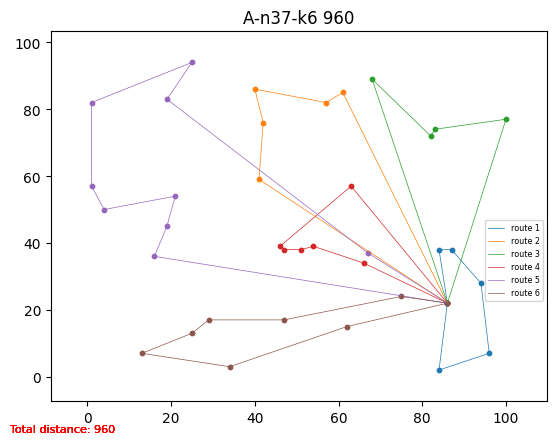 A-n37-k6 960
100
80
60
40
20
0
0 20 40 60 80 100
route 1
route 2
route 3
route 4
route 5
route 6
Total distance: 960